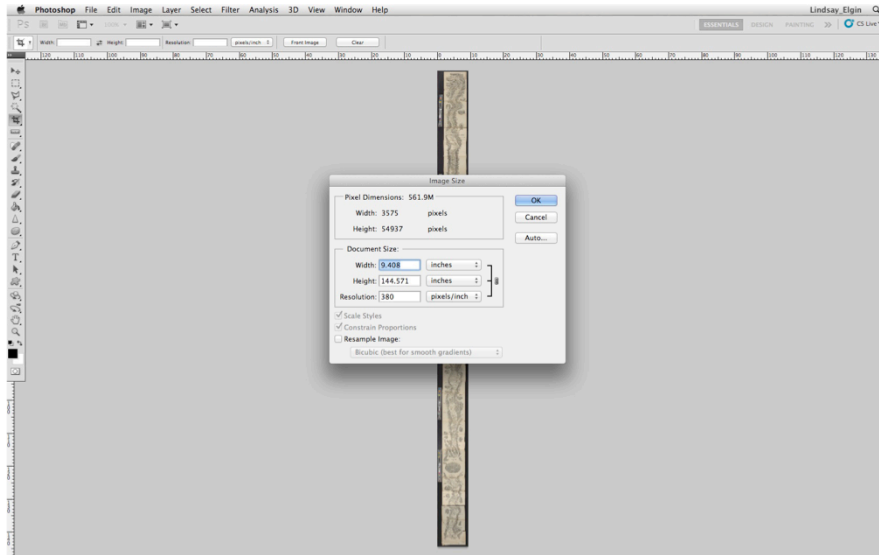 Photoshop File Edit Image Layer Select Filter Analysis 3D View Window Help Lindsay_Elgin
Ps ESSENTIALS DESIGN PAINTING >> CS Live
Width: Height: Resolution: pixels/inch Front Image Clear
Image Size
Pixel Dimensions: 561.9M
Width: 3575 pixels
Height: 54937 pixels
Document Size:
Width: 9.408 inches
Height: 144.571 inches
Resolution: 380 pixels/inch
Scale Styles
Constrain Proportions
Resample Image:
Bicubic (best for smooth gradients)
OK
Cancel
Auto...